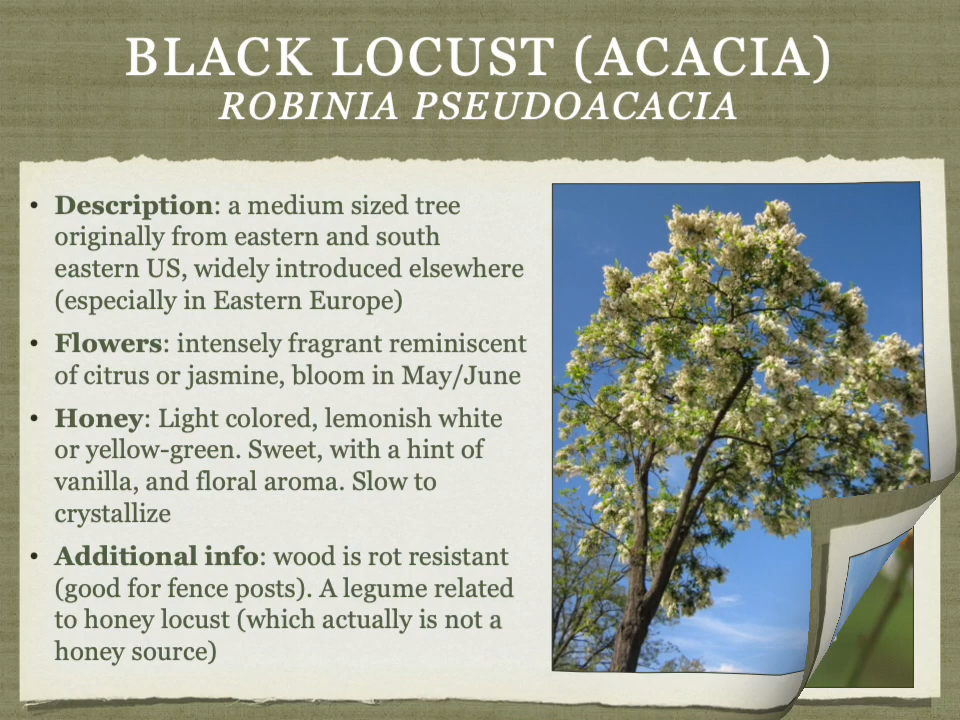 BLACK LOCUST (ACACIA)
ROBINIA PSEUDOACACIA
• Description: a medium sized tree
originally from eastern and south
eastern US, widely introduced elsewhere
(especially in Eastern Europe)
• Flowers: intensely fragrant reminiscent
of citrus or jasmine, bloom in May/June
• Honey: Light colored, lemonish white
or yellow-green. Sweet, with a hint of
vanilla, and floral aroma. Slow to
crystallize
• Additional info: wood is rot resistant
(good for fence posts). A legume related
to honey locust (which actually is not a
honey source)